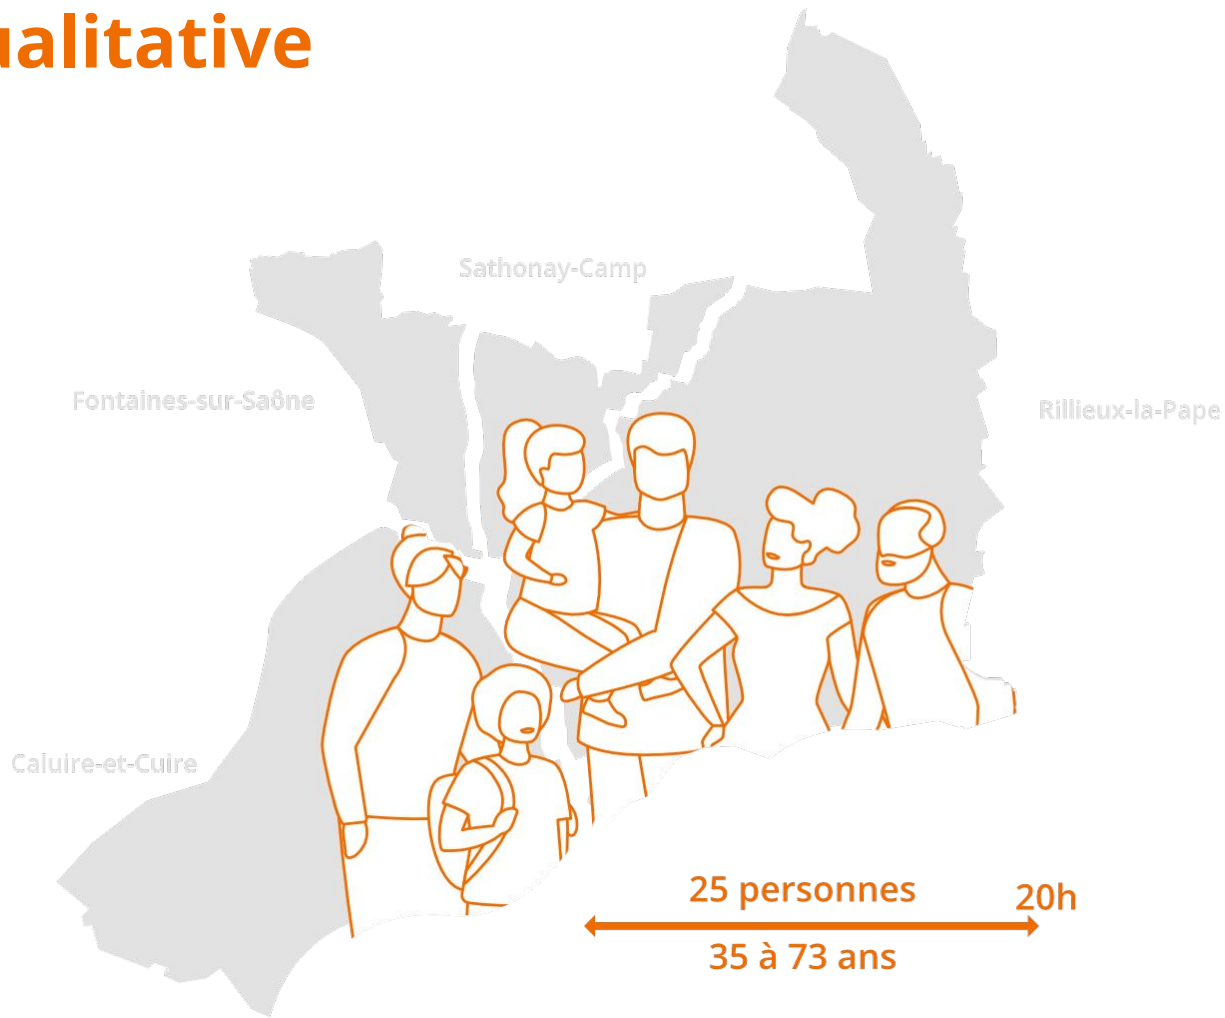 ualitative
Sathonay-Camp
Fontaines-sur-Saône
Rillieux-la-Pape
Caluire-et-Cuire
25 personnes
20h
35 à 73 ans